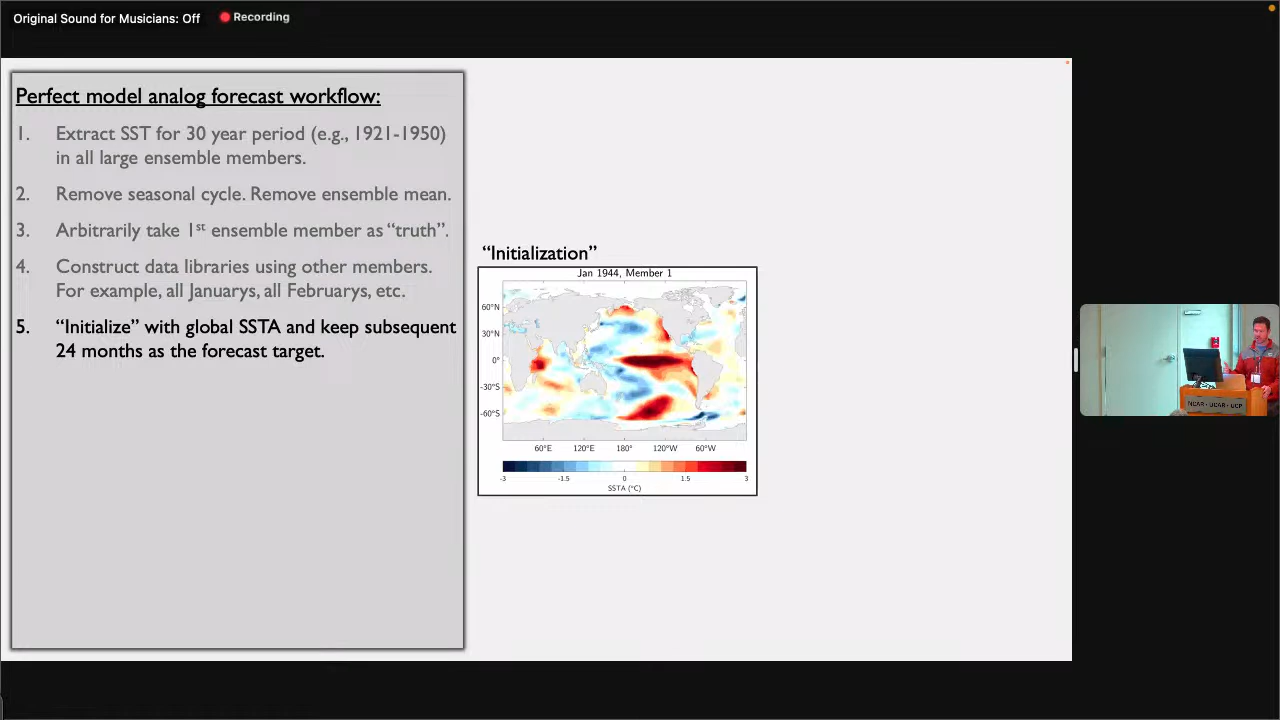 Original Sound for Musicians: Off
Recording
Perfect model analog forecast workflow:
1. Extract SST for 30 year period (e.g., 1921-1950)
in all large ensemble members.
2. Remove seasonal cycle. Remove ensemble mean.
3. Arbitrarily take 1st ensemble member as “truth”.
4. Construct data libraries using other members.
For example, all Januarys, all Februarys, etc.
5. “Initialize” with global SSTA and keep subsequent
24 months as the forecast target.
“Initialization”
Jan 1944, Member 1
60°N
30°N
0°
-30°S
-60°S
60°E 120°E 180° 120°W 60°W
-3 -1.5 0 1.5 3
SSTA (°C)
NCAR · UCAR · UCP